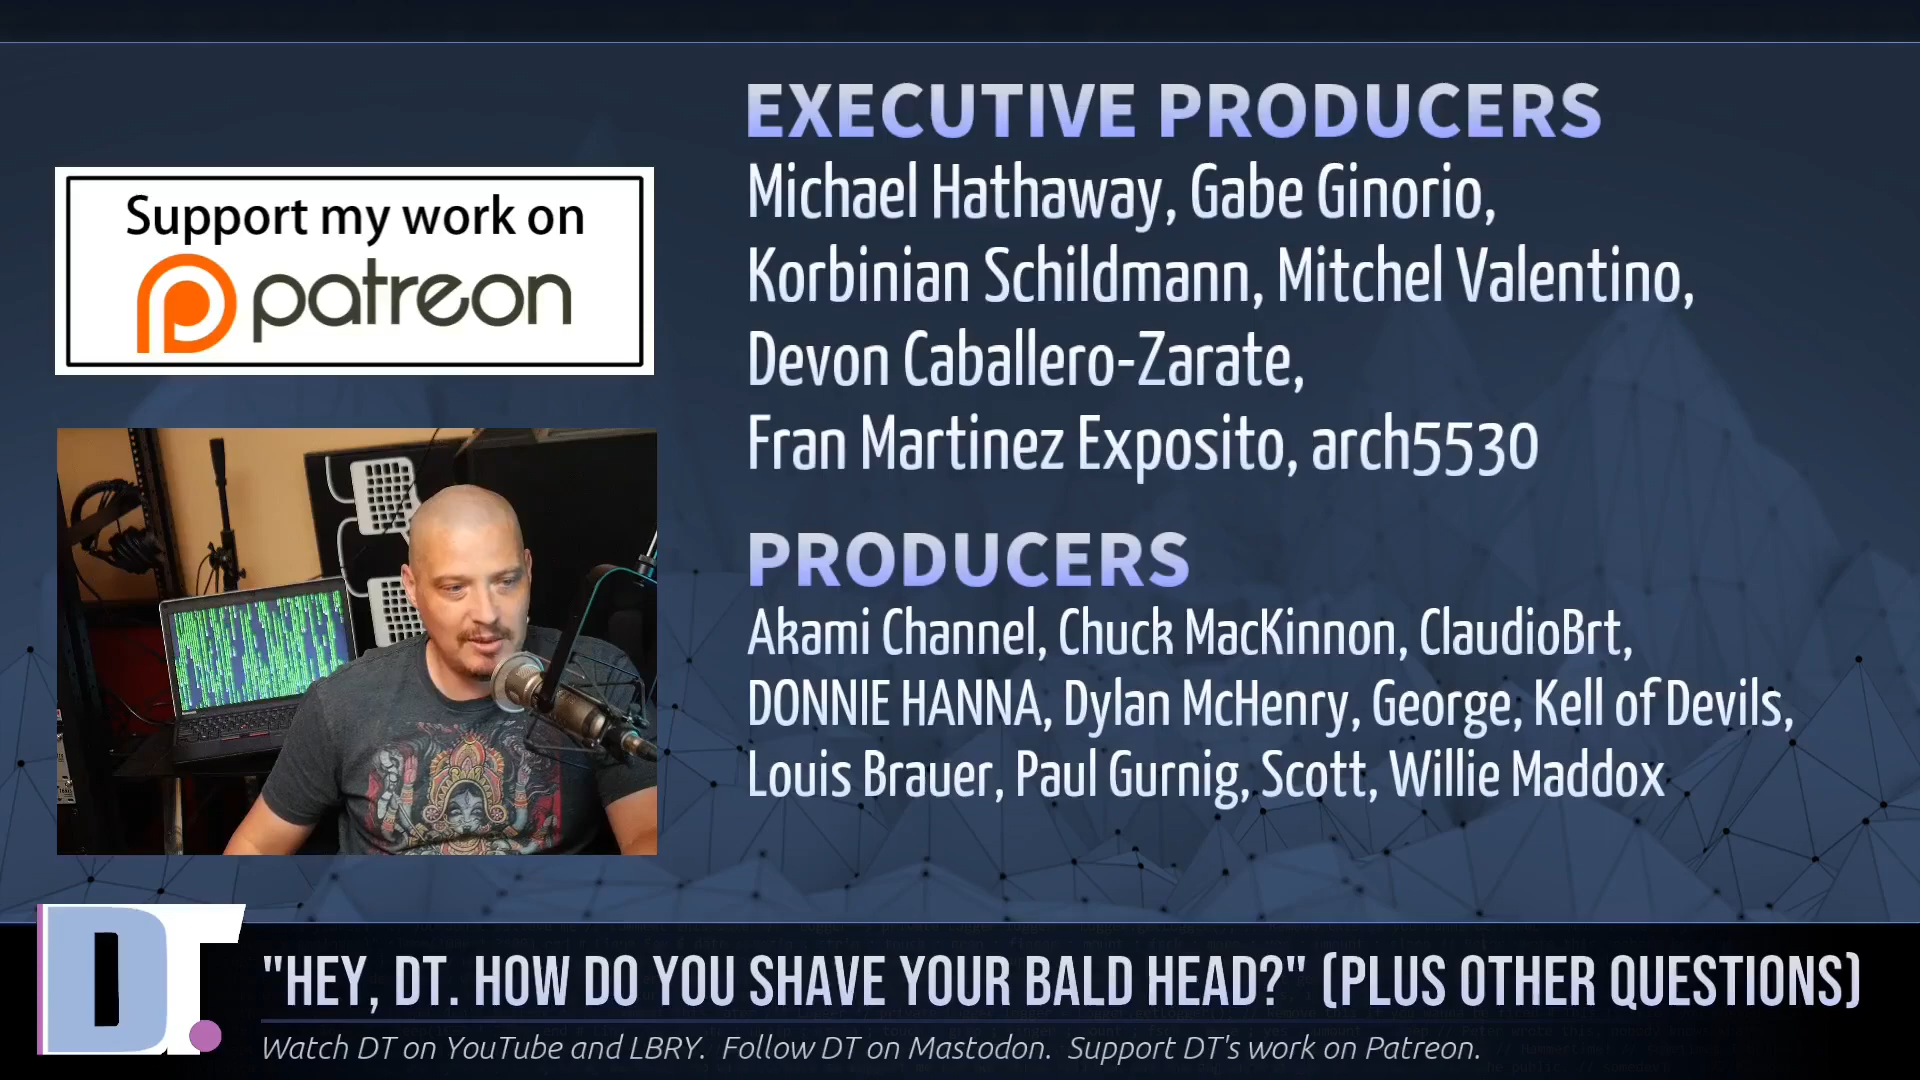 EXECUTIVE PRODUCERS
Michael Hathaway, Gabe Ginorio,
Korbinian Schildmann, Mitchel Valentino,
Devon Caballero-Zarate,
Fran Martinez Exposito, arch5530
Support my work on
patreon
PRODUCERS
Akami Channel, Chuck MacKinnon, ClaudioBrt,
DONNIE HANNA, Dylan McHenry, George, Kell of Devils,
Louis Brauer, Paul Gurnig, Scott, Willie Maddox
DT.
"HEY, DT. HOW DO YOU SHAVE YOUR BALD HEAD?" (PLUS OTHER QUESTIONS)
Watch DT on YouTube and LBRY. Follow DT on Mastodon. Support DT's work on Patreon.